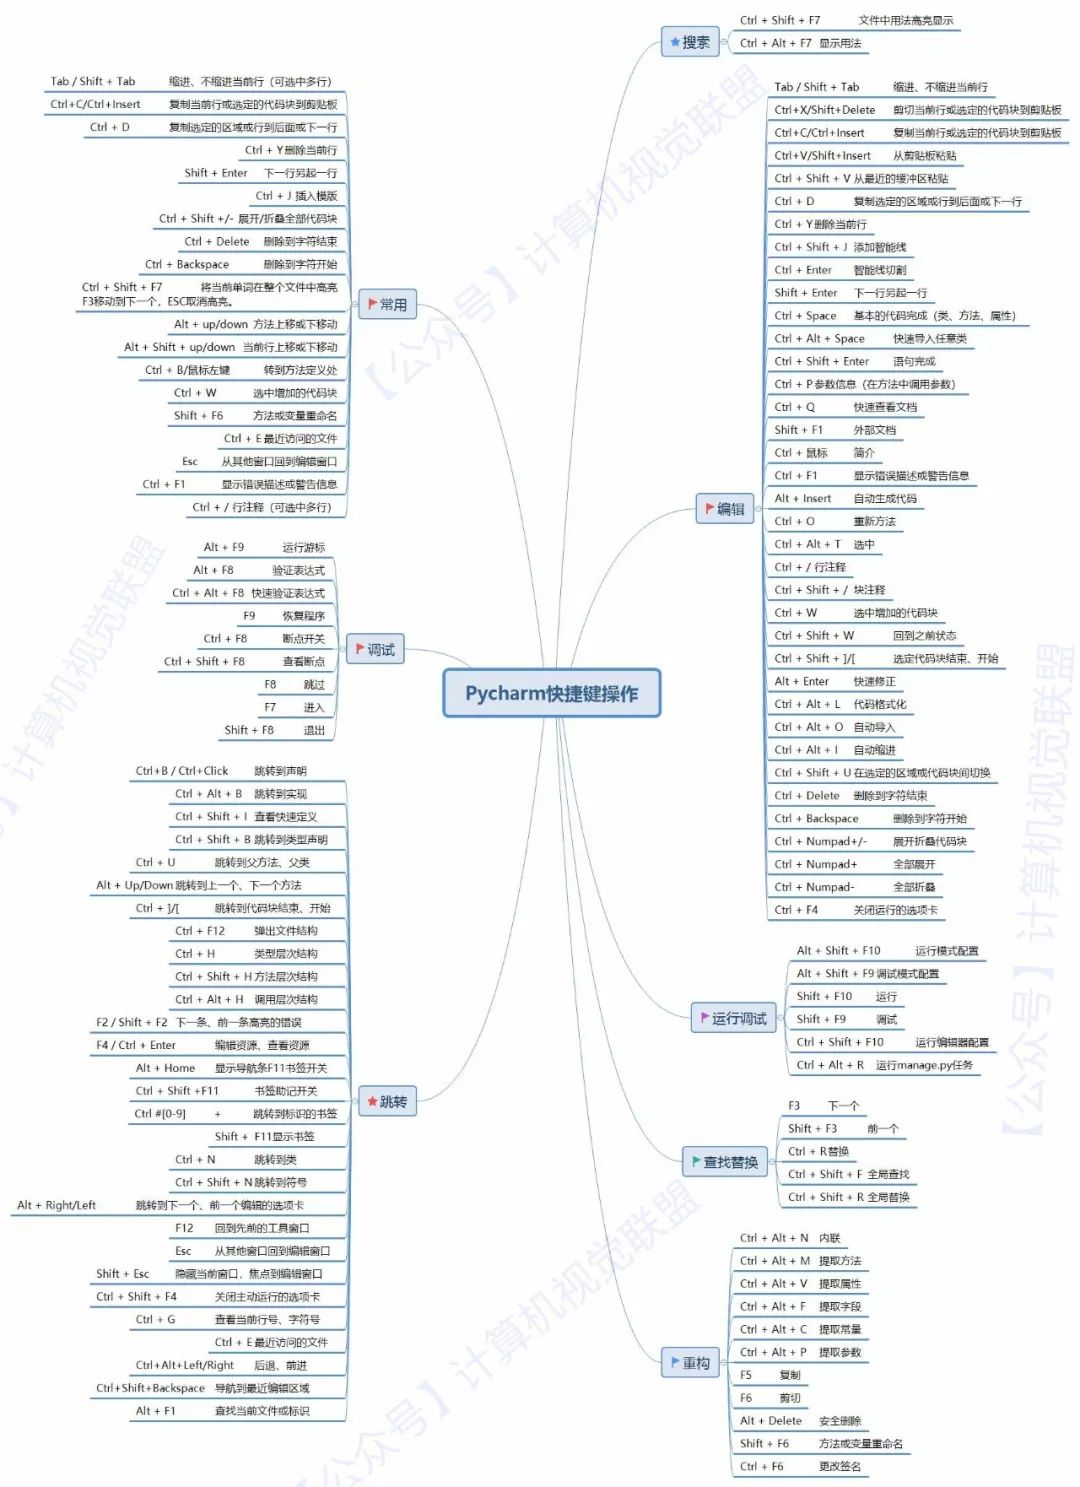 Pycharm快捷键操作
搜索
Ctrl + Shift + F7 文件中用法高亮显示
Ctrl + Alt + F7 显示用法
编辑
Tab / Shift + Tab 缩进、不缩进当前行
Ctrl+X/Shift+Delete 剪切当前行或选定的代码块到剪贴板
Ctrl+C/Ctrl+Insert 复制当前行或选定的代码块到剪贴板
Ctrl+V/Shift+Insert 从剪贴板粘贴
Ctrl + Shift + V 从最近的缓冲区粘贴
Ctrl + D 复制选定的区域或行到后面或下一行
Ctrl + Y 删除当前行
Ctrl + Shift + J 添加智能线
Ctrl + Enter 智能线切割
Shift + Enter 下一行另起一行
Ctrl + Space 基本的代码完成（类、方法、属性）
Ctrl + Alt + Space 快速导入任意类
Ctrl + Shift + Enter 语句完成
Ctrl + P 参数信息（在方法中调用参数）
Ctrl + Q 快速查看文档
Shift + F1 外部文档
Ctrl + 鼠标 简介
Ctrl + F1 显示错误描述或警告信息
Alt + Insert 自动生成代码
Ctrl + O 重新方法
Ctrl + Alt + T 选中
Ctrl + / 行注释
Ctrl + Shift + / 块注释
Ctrl + W 选中增加的代码块
Ctrl + Shift + W 回到之前状态
Ctrl + Shift + ]/[ 选定代码块结束、开始
Alt + Enter 快速修正
Ctrl + Alt + L 代码格式化
Ctrl + Alt + O 自动导入
Ctrl + Alt + I 自动缩进
Ctrl + Shift + U 在选定的区域或代码块间切换
Ctrl + Delete 删除到字符结束
Ctrl + Backspace 删除到字符开始
Ctrl + Numpad+/- 展开折叠代码块
Ctrl + Numpad+ 全部展开
Ctrl + Numpad- 全部折叠
Ctrl + F4 关闭运行的选项卡
运行调试
Alt + Shift + F10 运行模式配置
Alt + Shift + F9 调试模式配置
Shift + F10 运行
Shift + F9 调试
Ctrl + Shift + F10 运行编辑器配置
Ctrl + Alt + R 运行manage.py任务
查找替换
F3 下一个
Shift + F3 前一个
Ctrl + R 替换
Ctrl + Shift + F 全局查找
Ctrl + Shift + R 全局替换
重构
Ctrl + Alt + N 内联
Ctrl + Alt + M 提取方法
Ctrl + Alt + V 提取属性
Ctrl + Alt + F 提取字段
Ctrl + Alt + C 提取常量
Ctrl + Alt + P 提取参数
F5 复制
F6 剪切
Alt + Delete 安全删除
Shift + F6 方法或变量重命名
Ctrl + F6 更改签名
常用
Tab / Shift + Tab 缩进、不缩进当前行（可选中多行）
Ctrl+C/Ctrl+Insert 复制当前行或选定的代码块到剪贴板
Ctrl + D 复制选定的区域或行到后面或下一行
Ctrl + Y 删除当前行
Shift + Enter 下一行另起一行
Ctrl + J 插入模版
Ctrl + Shift +/- 展开/折叠全部代码块
Ctrl + Delete 删除到字符结束
Ctrl + Backspace 删除到字符开始
Ctrl + Shift + F7 将当前单词在整个文件中高亮
F3移动到下一个，ESC取消高亮。
Alt + up/down 方法上移或下移动
Alt + Shift + up/down 当前行上移或下移动
Ctrl + B/鼠标左键 转到方法定义处
Ctrl + W 选中增加的代码块
Shift + F6 方法或变量重命名
Ctrl + E 最近访问的文件
Esc 从其他窗口回到编辑窗口
Ctrl + F1 显示错误描述或警告信息
Ctrl + / 行注释（可选中多行）
调试
Alt + F9 运行游标
Alt + F8 验证表达式
Ctrl + Alt + F8 快速验证表达式
F9 恢复程序
Ctrl + F8 断点开关
Ctrl + Shift + F8 查看断点
F8 跳过
F7 进入
Shift + F8 退出
跳转
Ctrl+B / Ctrl+Click 跳转到声明
Ctrl + Alt + B 跳转到实现
Ctrl + Shift + I 查看快速定义
Ctrl + Shift + B 跳转到类型声明
Ctrl + U 跳转到父方法、父类
Alt + Up/Down 跳转到上一个、下一个方法
Ctrl + ]/[ 跳转到代码块结束、开始
Ctrl + F12 弹出文件结构
Ctrl + H 类型层次结构
Ctrl + Shift + H 方法层次结构
Ctrl + Alt + H 调用层次结构
F2 / Shift + F2 下一条、前一条高亮的错误
F4 / Ctrl + Enter 编辑资源、查看资源
Alt + Home 显示导航条F11书签开关
Ctrl + Shift +F11 书签助记开关
Ctrl #[0-9] + 跳转到标识的书签
Shift + F11显示书签
Ctrl + N 跳转到类
Ctrl + Shift + N 跳转到符号
Alt + Right/Left 跳转到下一个、前一个编辑的选项卡
F12 回到先前的工具窗口
Esc 从其他窗口回到编辑窗口
Shift + Esc 隐藏当前窗口，焦点到编辑窗口
Ctrl + Shift + F4 关闭主动运行的选项卡
Ctrl + G 查看当前行号、字符号
Ctrl + E 最近访问的文件
Ctrl+Alt+Left/Right 后退、前进
Ctrl+Shift+Backspace 导航到最近编辑区域
Alt + F1 查找当前文件或标识
【公众号】计算机视觉联盟
】计算机视觉联盟
【公众号】计算机视觉联盟
【公众号】计算机视觉联盟